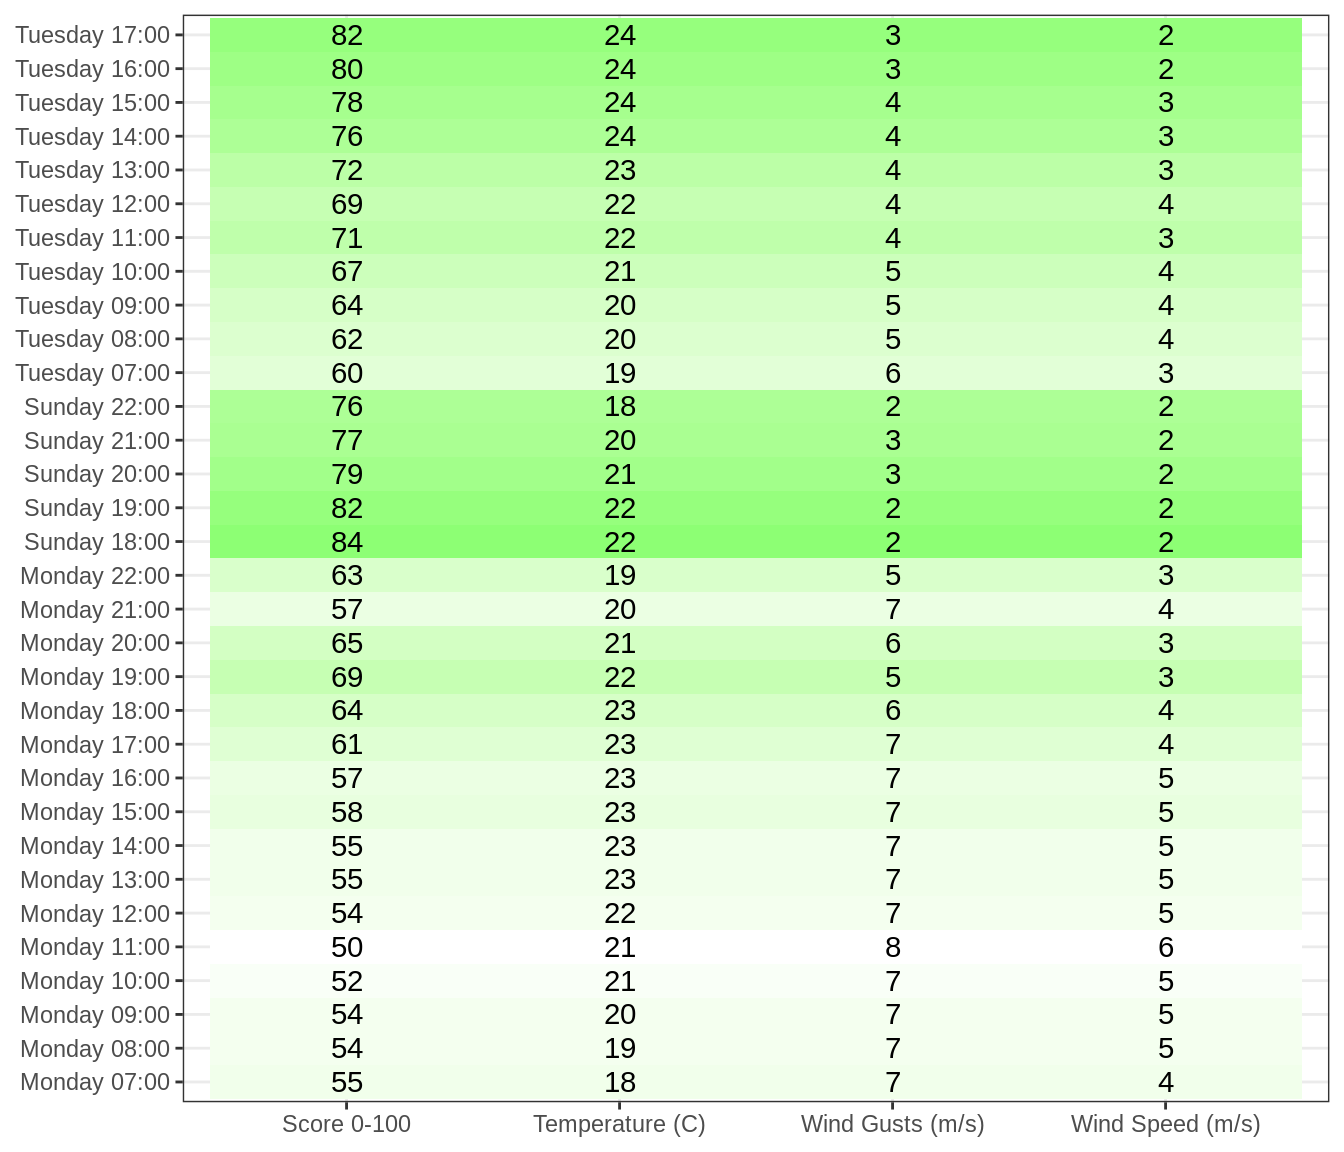 Tuesday 17:00 82 24 3 2
Tuesday 16:00 80 24 3 2
Tuesday 15:00 78 24 4 3
Tuesday 14:00 76 24 4 3
Tuesday 13:00 72 23 4 3
Tuesday 12:00 69 22 4 4
Tuesday 11:00 71 22 4 3
Tuesday 10:00 67 21 5 4
Tuesday 09:00 64 20 5 4
Tuesday 08:00 62 20 5 4
Tuesday 07:00 60 19 6 3
Sunday 22:00 76 18 2 2
Sunday 21:00 77 20 3 2
Sunday 20:00 79 21 3 2
Sunday 19:00 82 22 2 2
Sunday 18:00 84 22 2 2
Monday 22:00 63 19 5 3
Monday 21:00 57 20 7 4
Monday 20:00 65 21 6 3
Monday 19:00 69 22 5 3
Monday 18:00 64 23 6 4
Monday 17:00 61 23 7 4
Monday 16:00 57 23 7 5
Monday 15:00 58 23 7 5
Monday 14:00 55 23 7 5
Monday 13:00 55 23 7 5
Monday 12:00 54 22 7 5
Monday 11:00 50 21 8 6
Monday 10:00 52 21 7 5
Monday 09:00 54 20 7 5
Monday 08:00 54 19 7 5
Monday 07:00 55 18 7 4
Score 0-100 Temperature (C) Wind Gusts (m/s) Wind Speed (m/s)